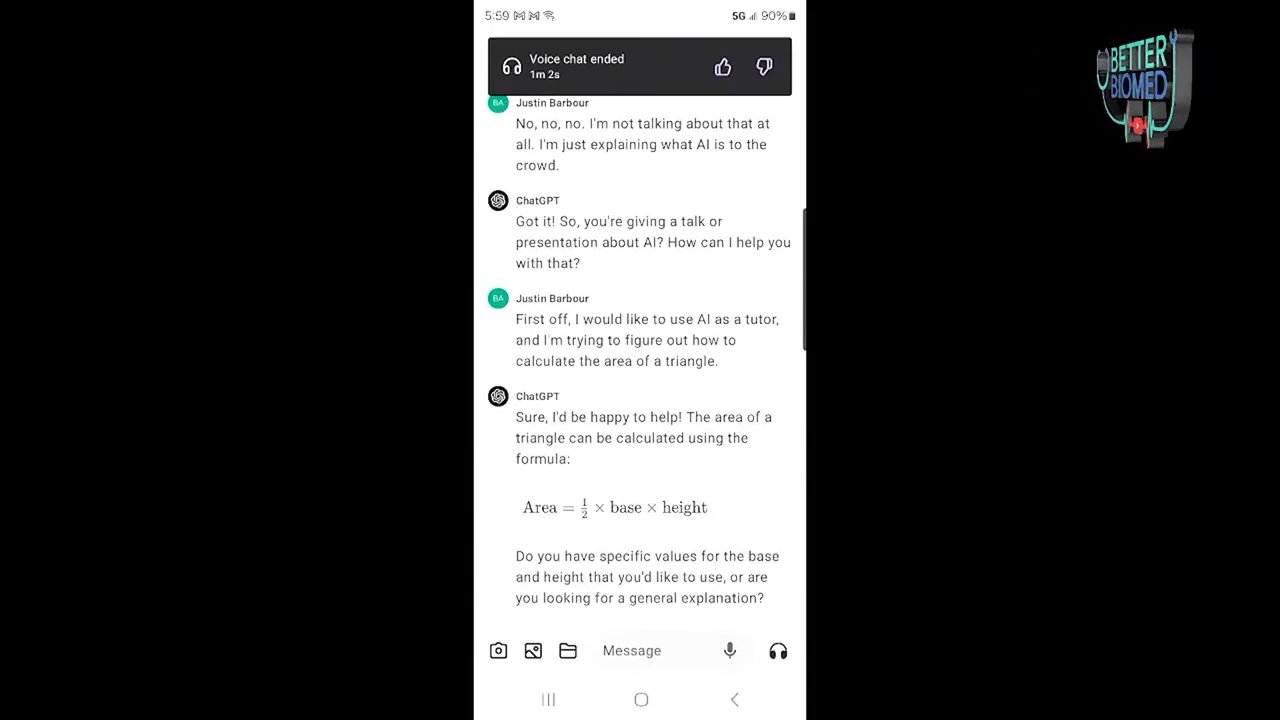 5:59
5G 90%
BETTER
BIOMED
Voice chat ended
1m 2s
BA Justin Barbour
No, no, no. I'm not talking about that at
all. I'm just explaining what AI is to the
crowd.
ChatGPT
Got it! So, you're giving a talk or
presentation about AI? How can I help you
with that?
BA Justin Barbour
First off, I would like to use AI as a tutor,
and I'm trying to figure out how to
calculate the area of a triangle.
ChatGPT
Sure, I'd be happy to help! The area of a
triangle can be calculated using the
formula:
Area = 1/2 × base × height
Do you have specific values for the base
and height that you'd like to use, or are
you looking for a general explanation?
Message